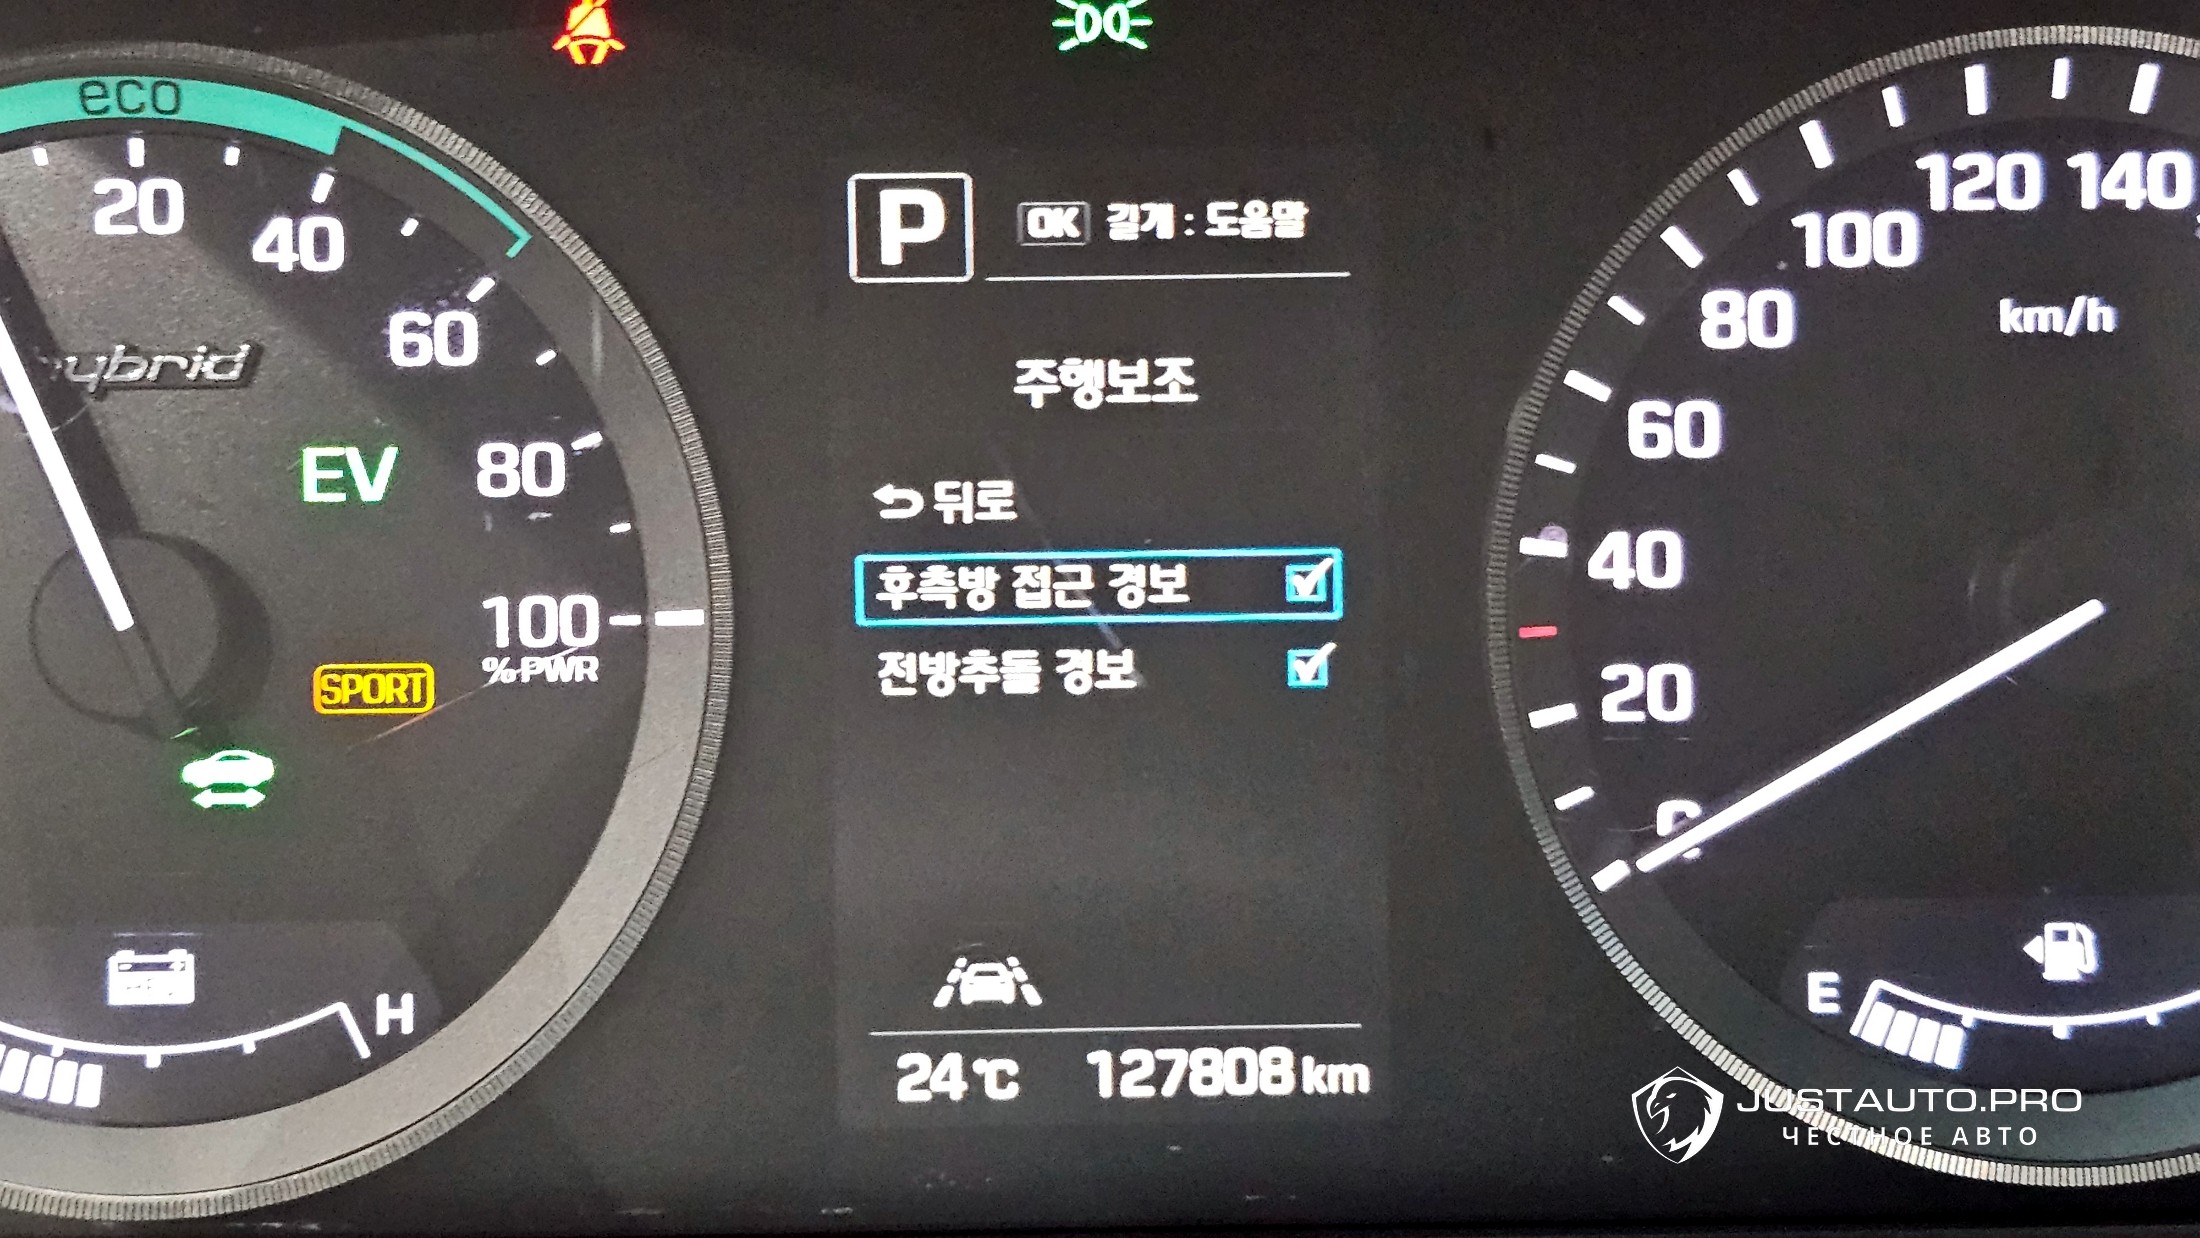 eco
20
40
60
80
100
% PWR
hybrid
EV
SPORT
H
P
OK 길게 : 도움말
주행보조
뒤로
후측방 접근 경보
전방추돌 경보
24°C 127808 km
0
20
40
60
80
100
120
140
km/h
E
JUSTAUTO.PRO
ЧЕСТНОЕ АВТО